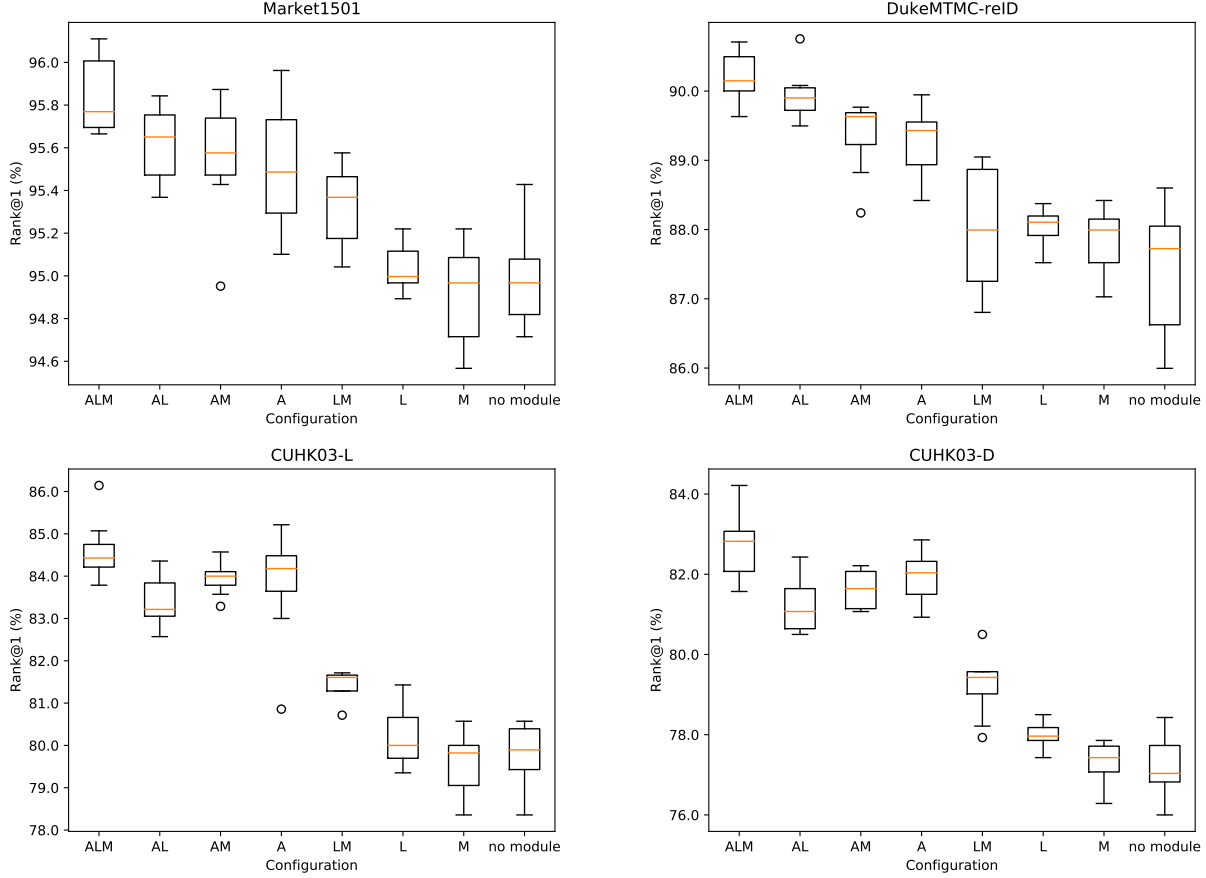 Market1501
96.0
95.8
95.6
95.4
95.2
95.0
94.8
94.6
Rank@1 (%)
ALM AL AM A LM L M no module
Configuration
DukeMTMC-reID
90.0
89.0
88.0
87.0
86.0
Rank@1 (%)
ALM AL AM A LM L M no module
Configuration
CUHK03-L
86.0
85.0
84.0
83.0
82.0
81.0
80.0
79.0
78.0
Rank@1 (%)
ALM AL AM A LM L M no module
Configuration
CUHK03-D
84.0
82.0
80.0
78.0
76.0
Rank@1 (%)
ALM AL AM A LM L M no module
Configuration